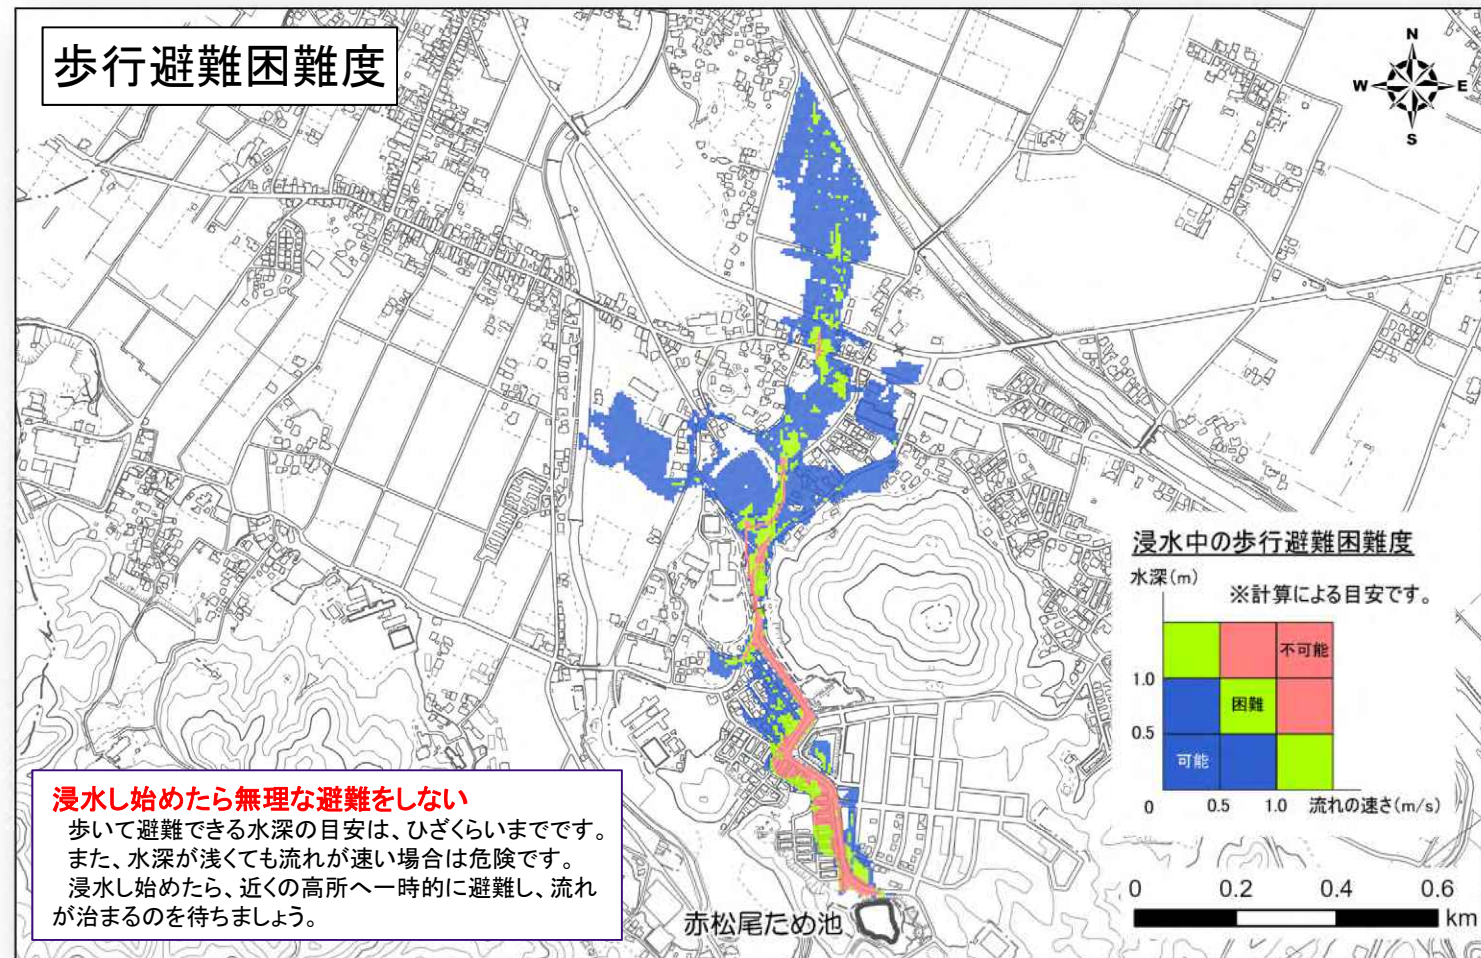 歩行避難困難度
N
W E
S
浸水中の歩行避難困難度
水深(m)
※計算による目安です。
不可能
1.0
困難
0.5
可能
0 0.5 1.0 流れの速さ(m/s)
浸水し始めたら無理な避難をしない
歩いて避難できる水深の目安は、ひざくらいまでです。
また、水深が浅くても流れが速い場合は危険です。
浸水し始めたら、近くの高所へ一時的に避難し、流れ
が治まるのを待ちましょう。
赤松尾ため池
0 0.2 0.4 0.6
km